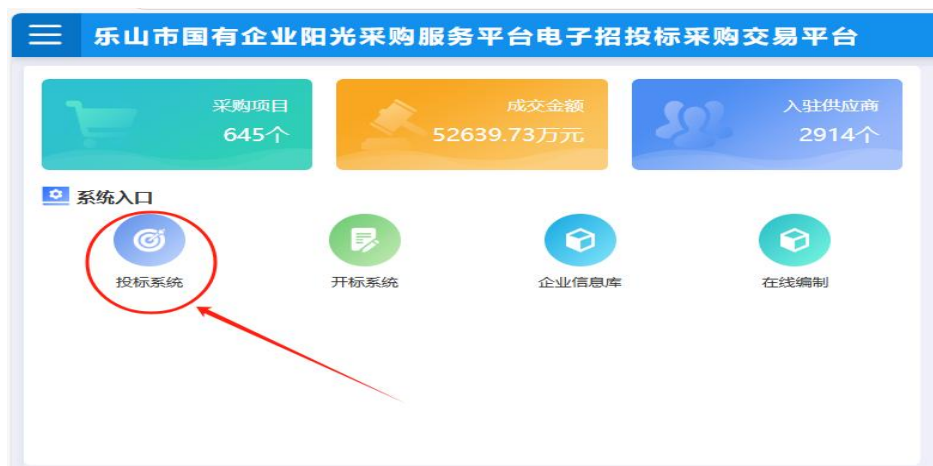 乐山市国有企业阳光采购服务平台电子招投标采购交易平台
采购项目
645个
成交金额
52639.73万元
入驻供应商
2914个
系统入口
投标系统
开标系统
企业信息库
在线编制